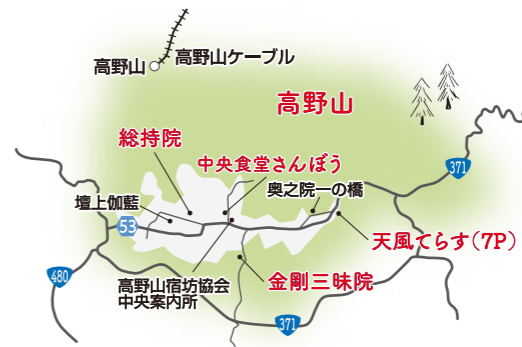 高野山ケーブル
高野山
高野山
総持院
中央食堂さんぼう
371
奥之院一の橋
壇上伽藍
53
天風てらす（7P）
480
高野山宿坊協会
中央案内所
金剛三昧院
371